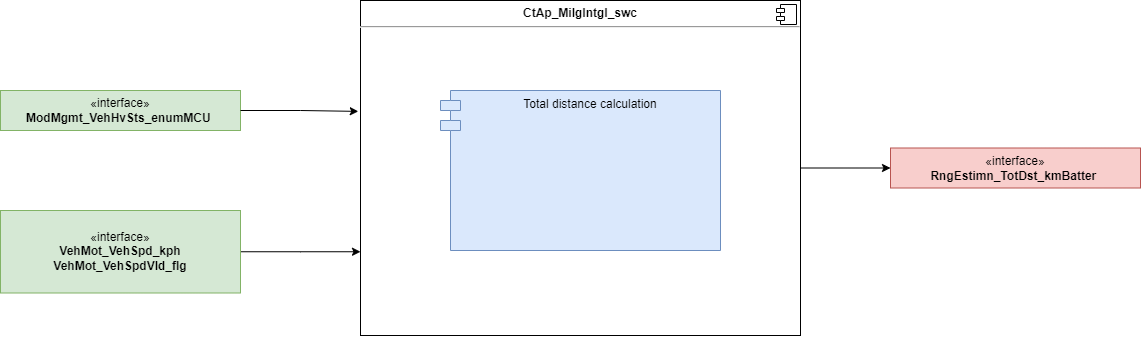 CtAp_MilgIntgl_swc
«interface»
ModMgmt_VehHvSts_enumMCU
Total distance calculation
«interface»
RngEstimn_TotDst_kmBatter
«interface»
VehMot_VehSpd_kph
VehMot_VehSpdVld_flg